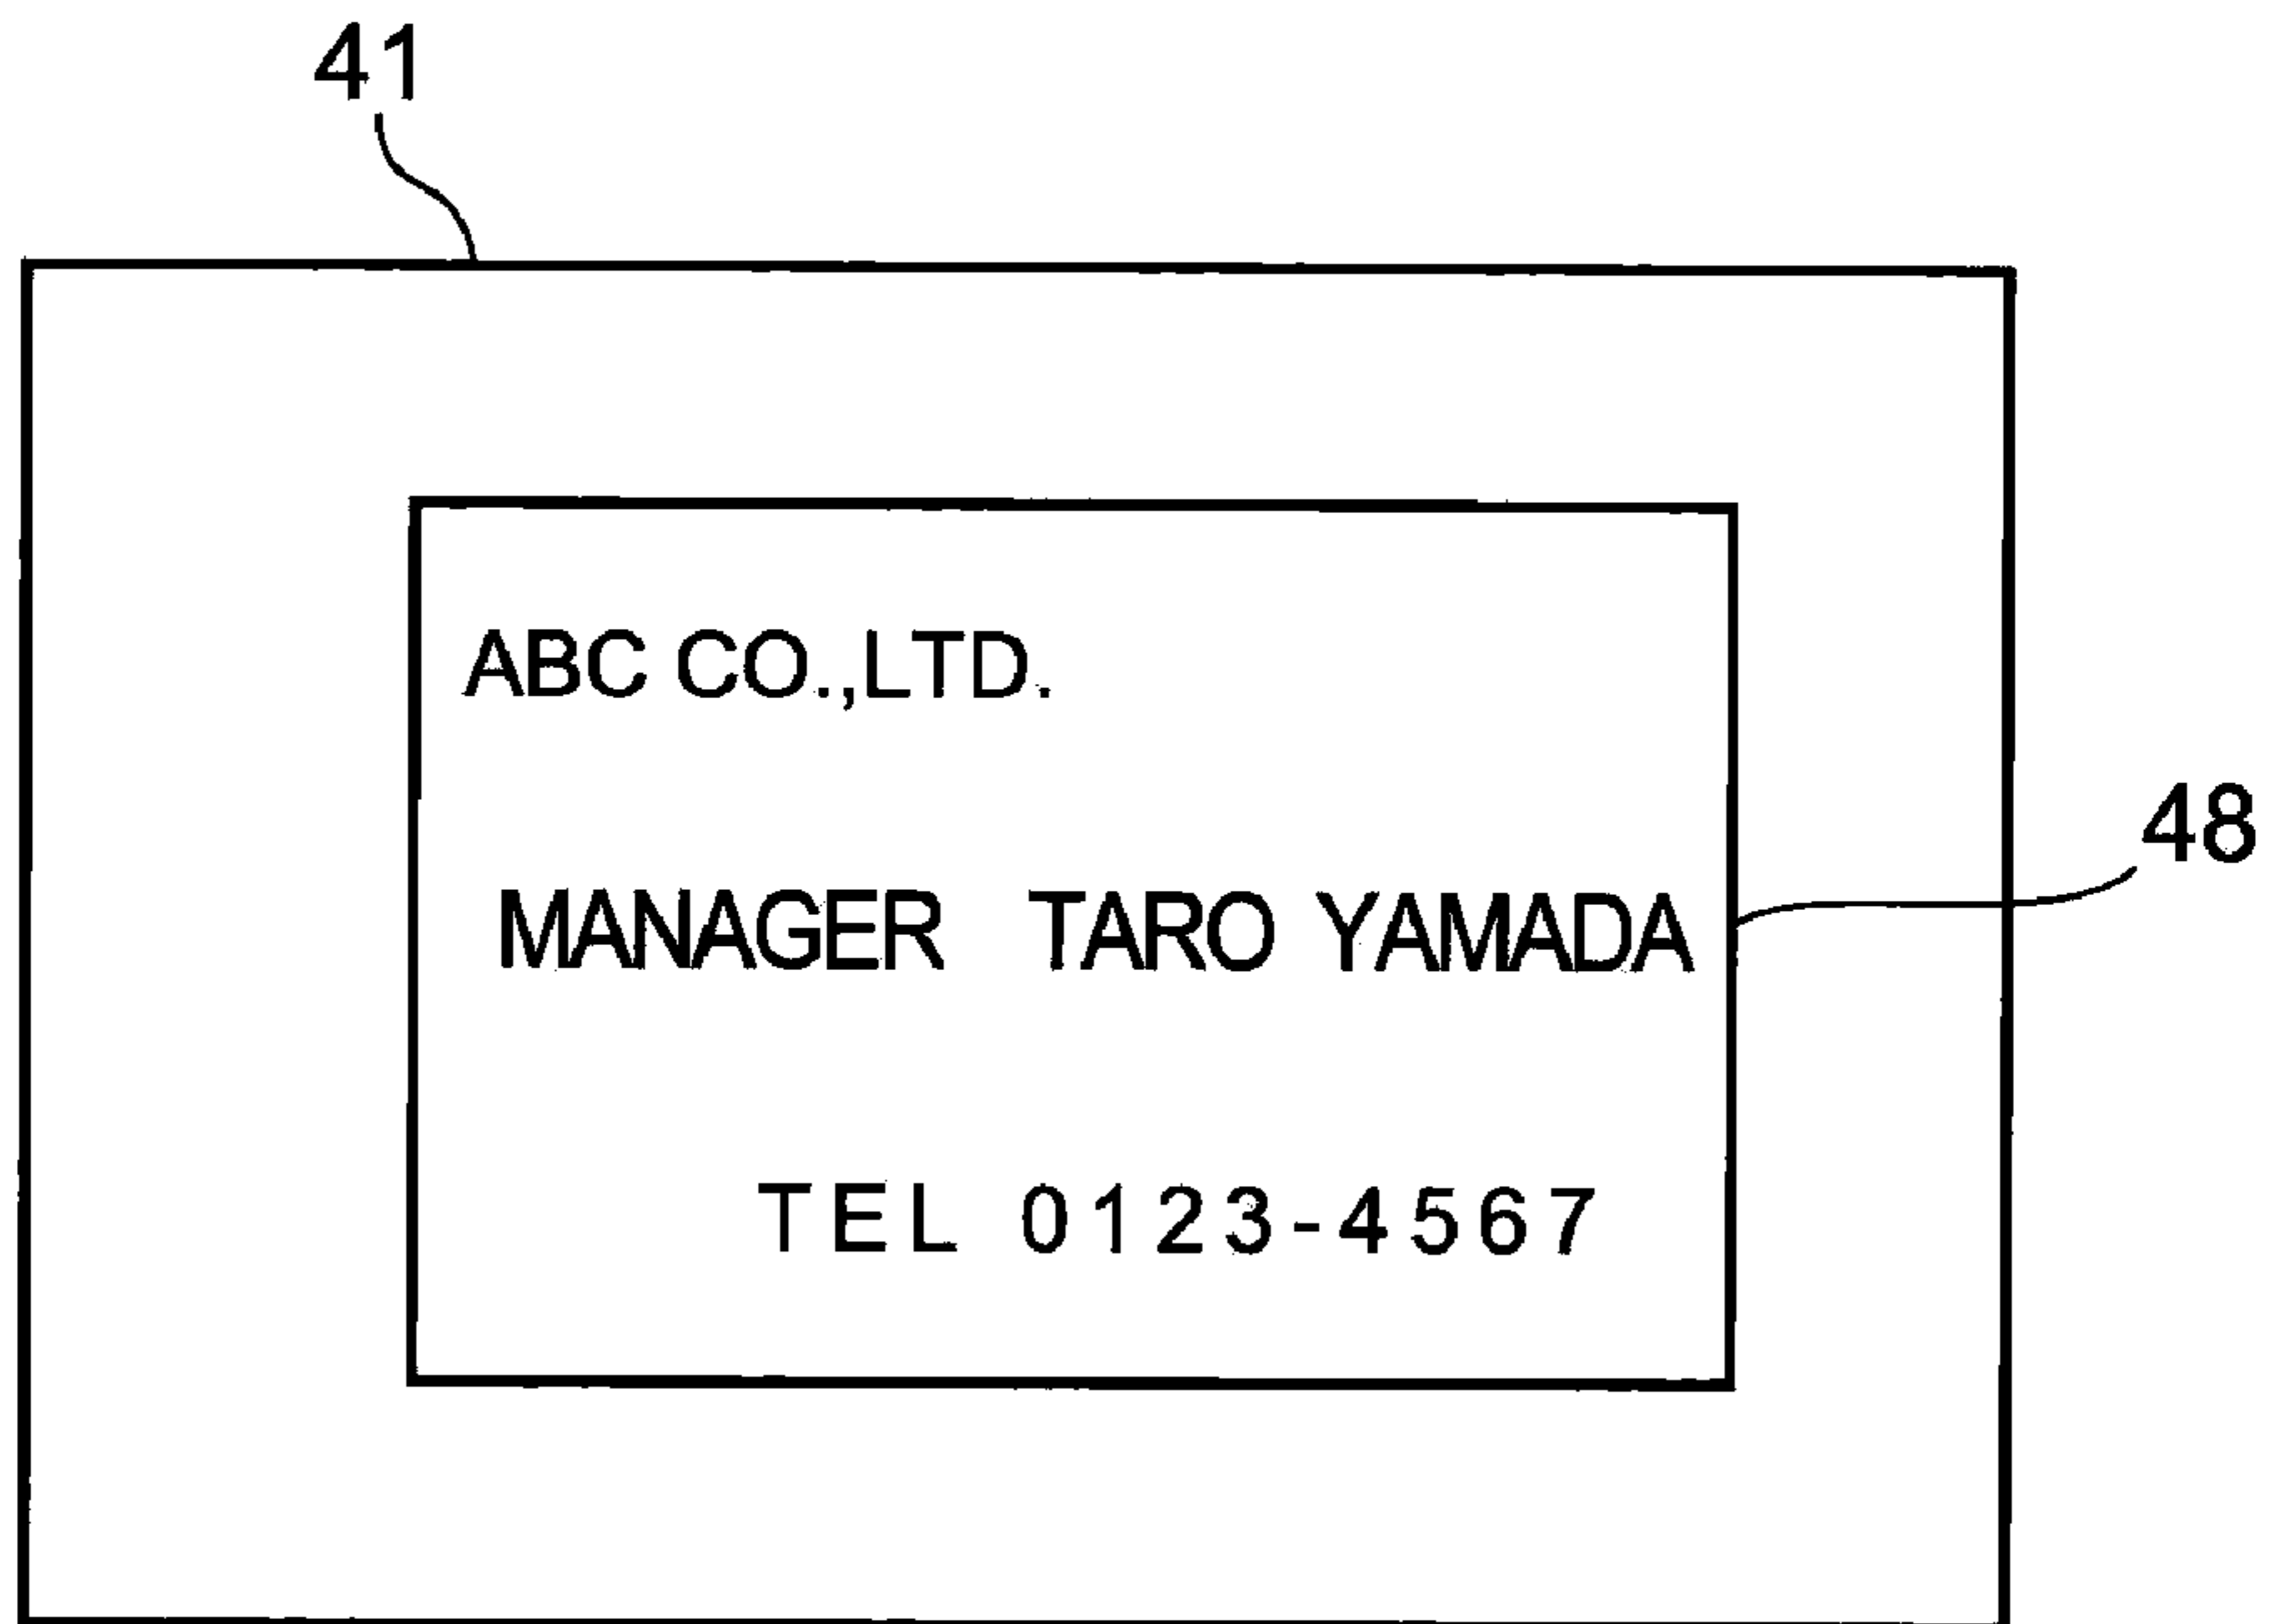 41
ABC CO.,LTD.
48
MANAGER TARO YAMADA
TEL 0123-4567